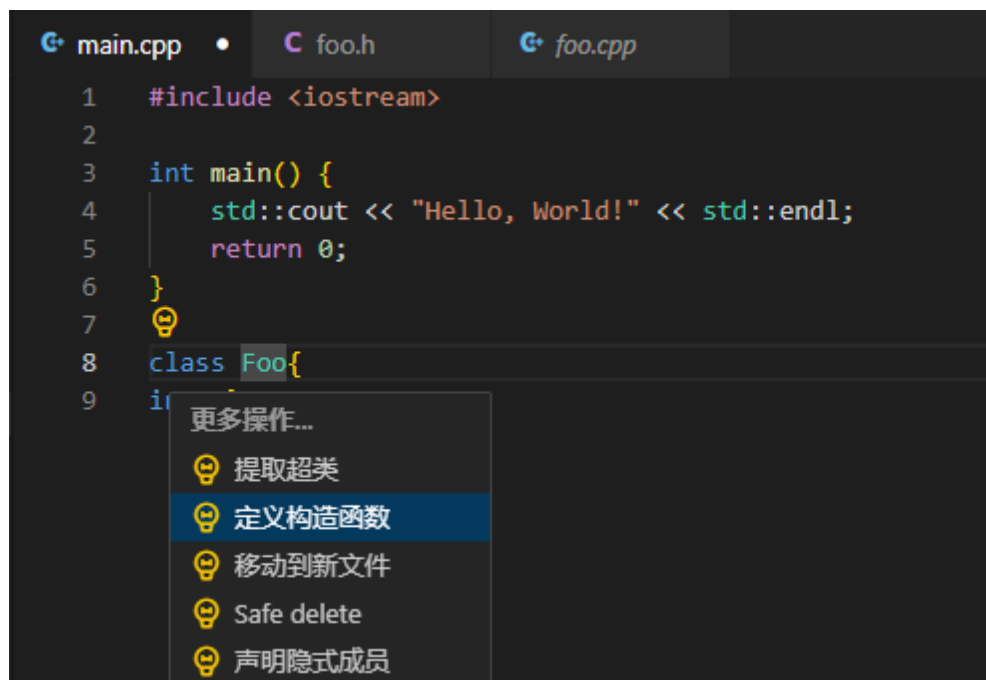 main.cpp ● foo.h foo.cpp
1 #include <iostream>
2
3 int main() {
4 std::cout << "Hello, World!" << std::endl;
5 return 0;
6 }
7
8 class Foo{
9
更多操作...
提取超类
定义构造函数
移动到新文件
Safe delete
声明隐式成员